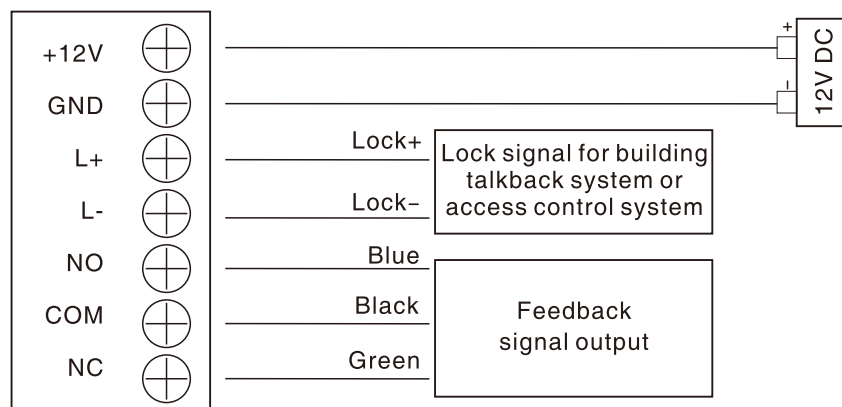 +12V
GND
L+
L-
NO
COM
NC
Lock+
Lock-
Blue
Black
Green
+
-
12V DC
Lock signal for building
talkback system or
access control system
Feedback
signal output